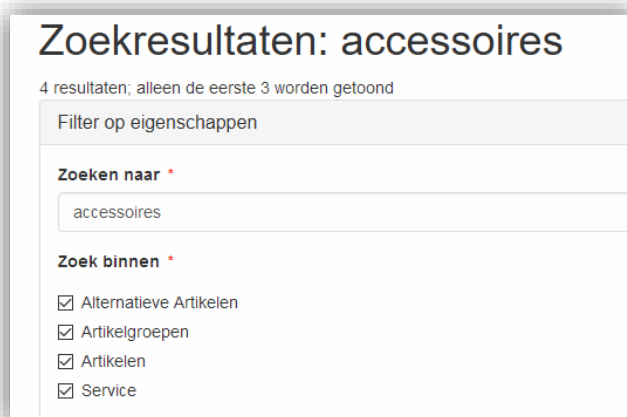 Zoekresultaten: accessoires
4 resultaten; alleen de eerste 3 worden getoond
Filter op eigenschappen
Zoeken naar *
accessoires
Zoek binnen *
Alternatieve Artikelen
Artikelgroepen
Artikelen
Service